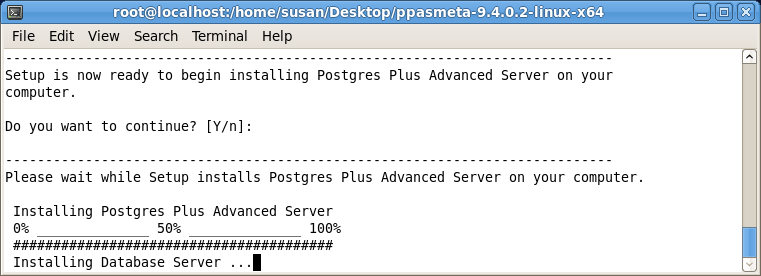 root@localhost:/home/susan/Desktop/ppasmeta-9.4.0.2-linux-x64
File Edit View Search Terminal Help
----------------------------------------------------------------------------
Setup is now ready to begin installing Postgres Plus Advanced Server on your
computer.
Do you want to continue? [Y/n]:
----------------------------------------------------------------------------
Please wait while Setup installs Postgres Plus Advanced Server on your computer.
Installing Postgres Plus Advanced Server
0% ______________ 50% ______________ 100%
########################################
Installing Database Server ...